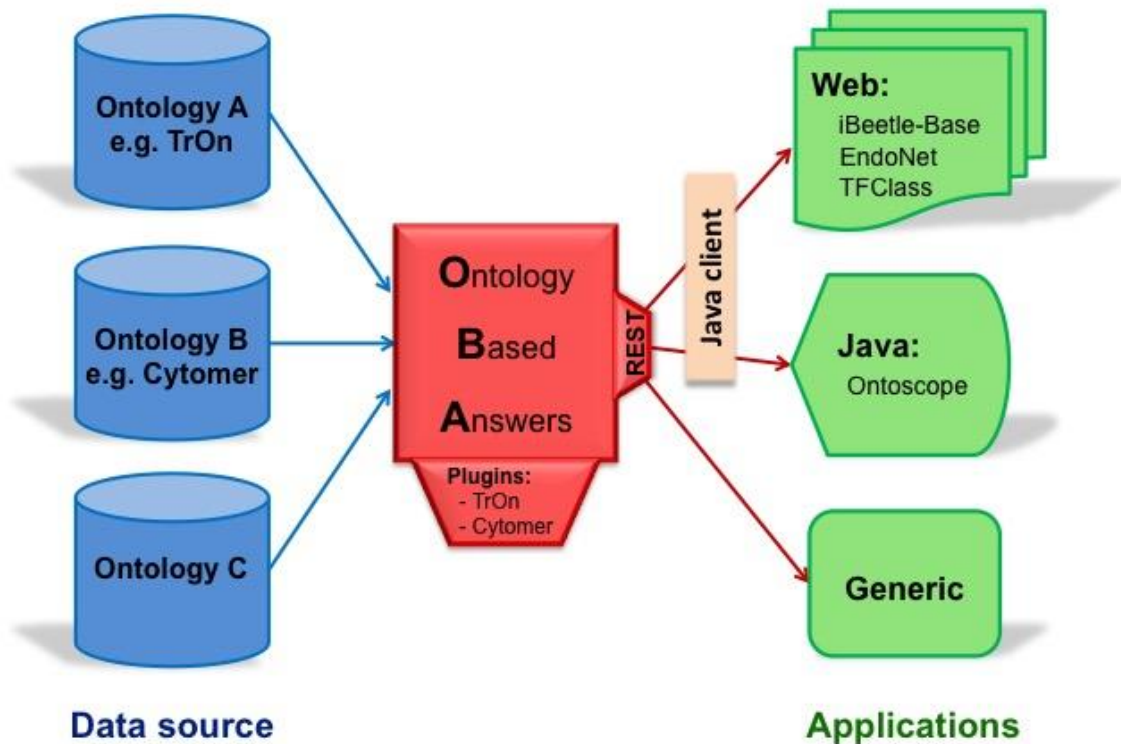 Ontology A
e.g. TrOn
Ontology B
e.g. Cytomer
Ontology C
Data source
Ontology
Based
Answers
Plugins:
- TrOn
- Cytomer
REST
Java client
Web:
iBeetle-Base
EndoNet
TFClass
Java:
Ontoscope
Generic
Applications